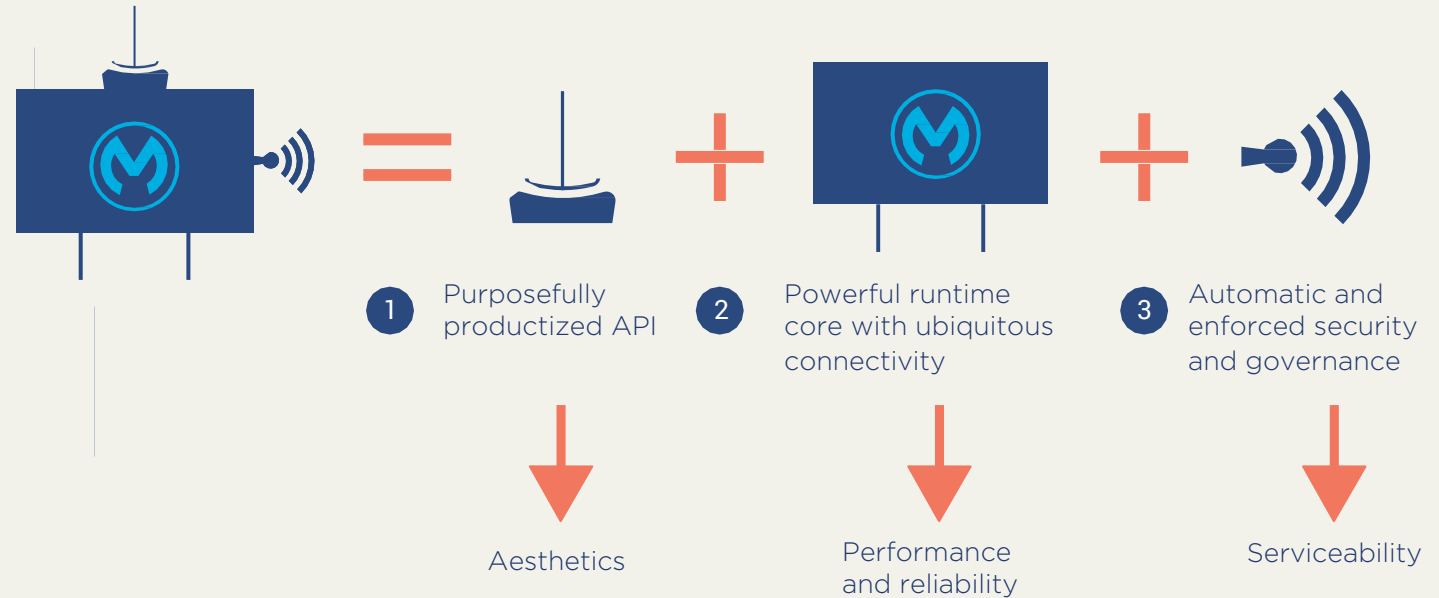 1
Purposefully
productized API
2
Powerful runtime
core with ubiquitous
connectivity
3
Automatic and
enforced security
and governance
Aesthetics
Performance
and reliability
Serviceability